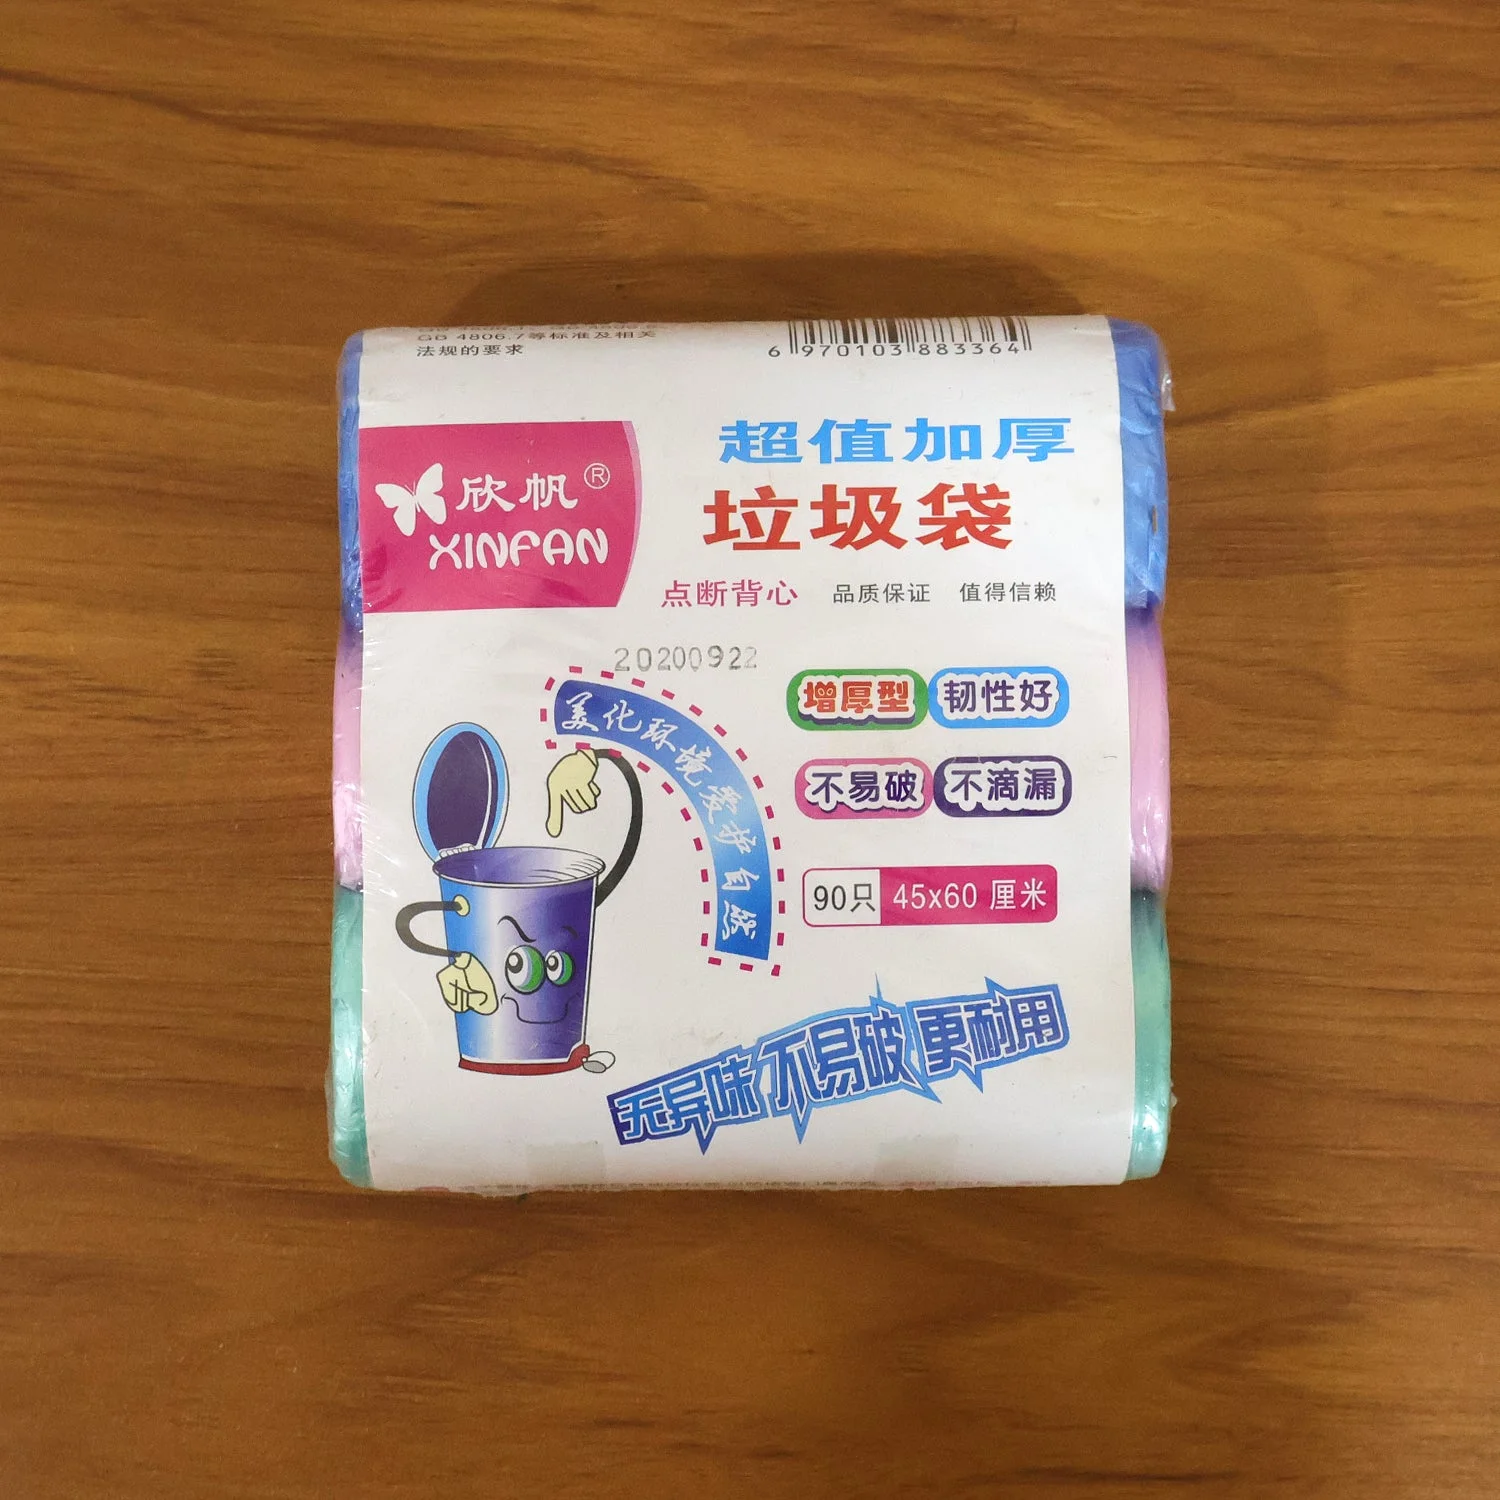 GB 4806.7等标准及相关
法规的要求
6 970103 883364
欣帆®
XINFAN
超值加厚
垃圾袋
点断背心 品质保证 值得信赖
20200922
美化环境爱护自然
增厚型 韧性好
不易破 不滴漏
90只 45x60 厘米
无异味 不易破 更耐用